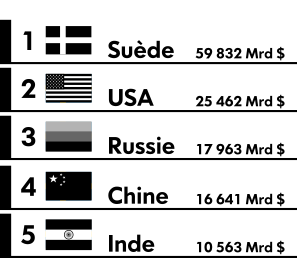 1 Suède 59 832 Mrd $
2 USA 25 462 Mrd $
3 Russie 17 963 Mrd $
4 Chine 16 641 Mrd $
5 Inde 10 563 Mrd $